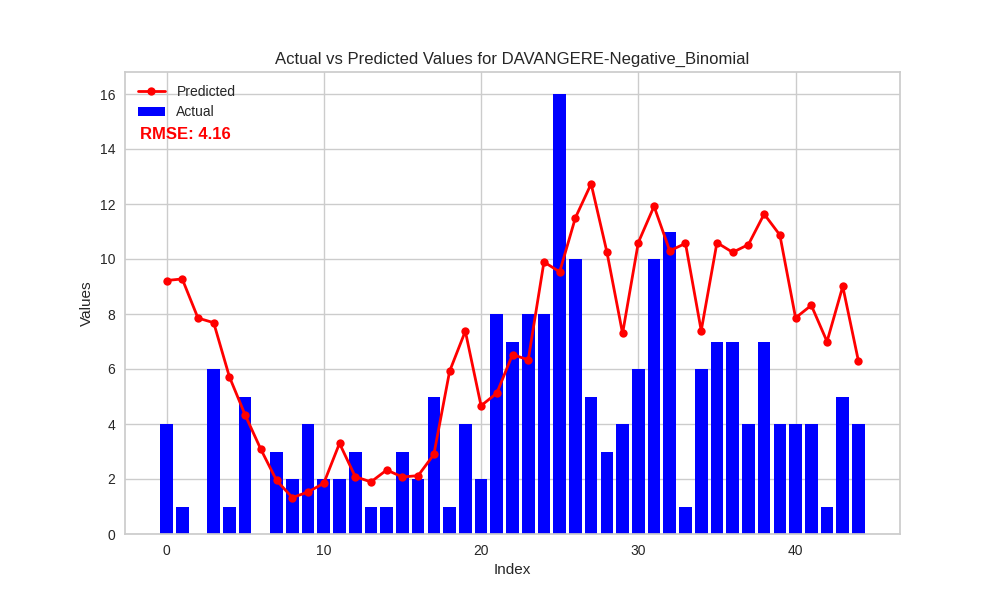 Actual vs Predicted Values for DAVANGERE-Negative_Binomial
Predicted
Actual
RMSE: 4.16
Values
16
14
12
10
8
6
4
2
0
0 10 20 30 40
Index